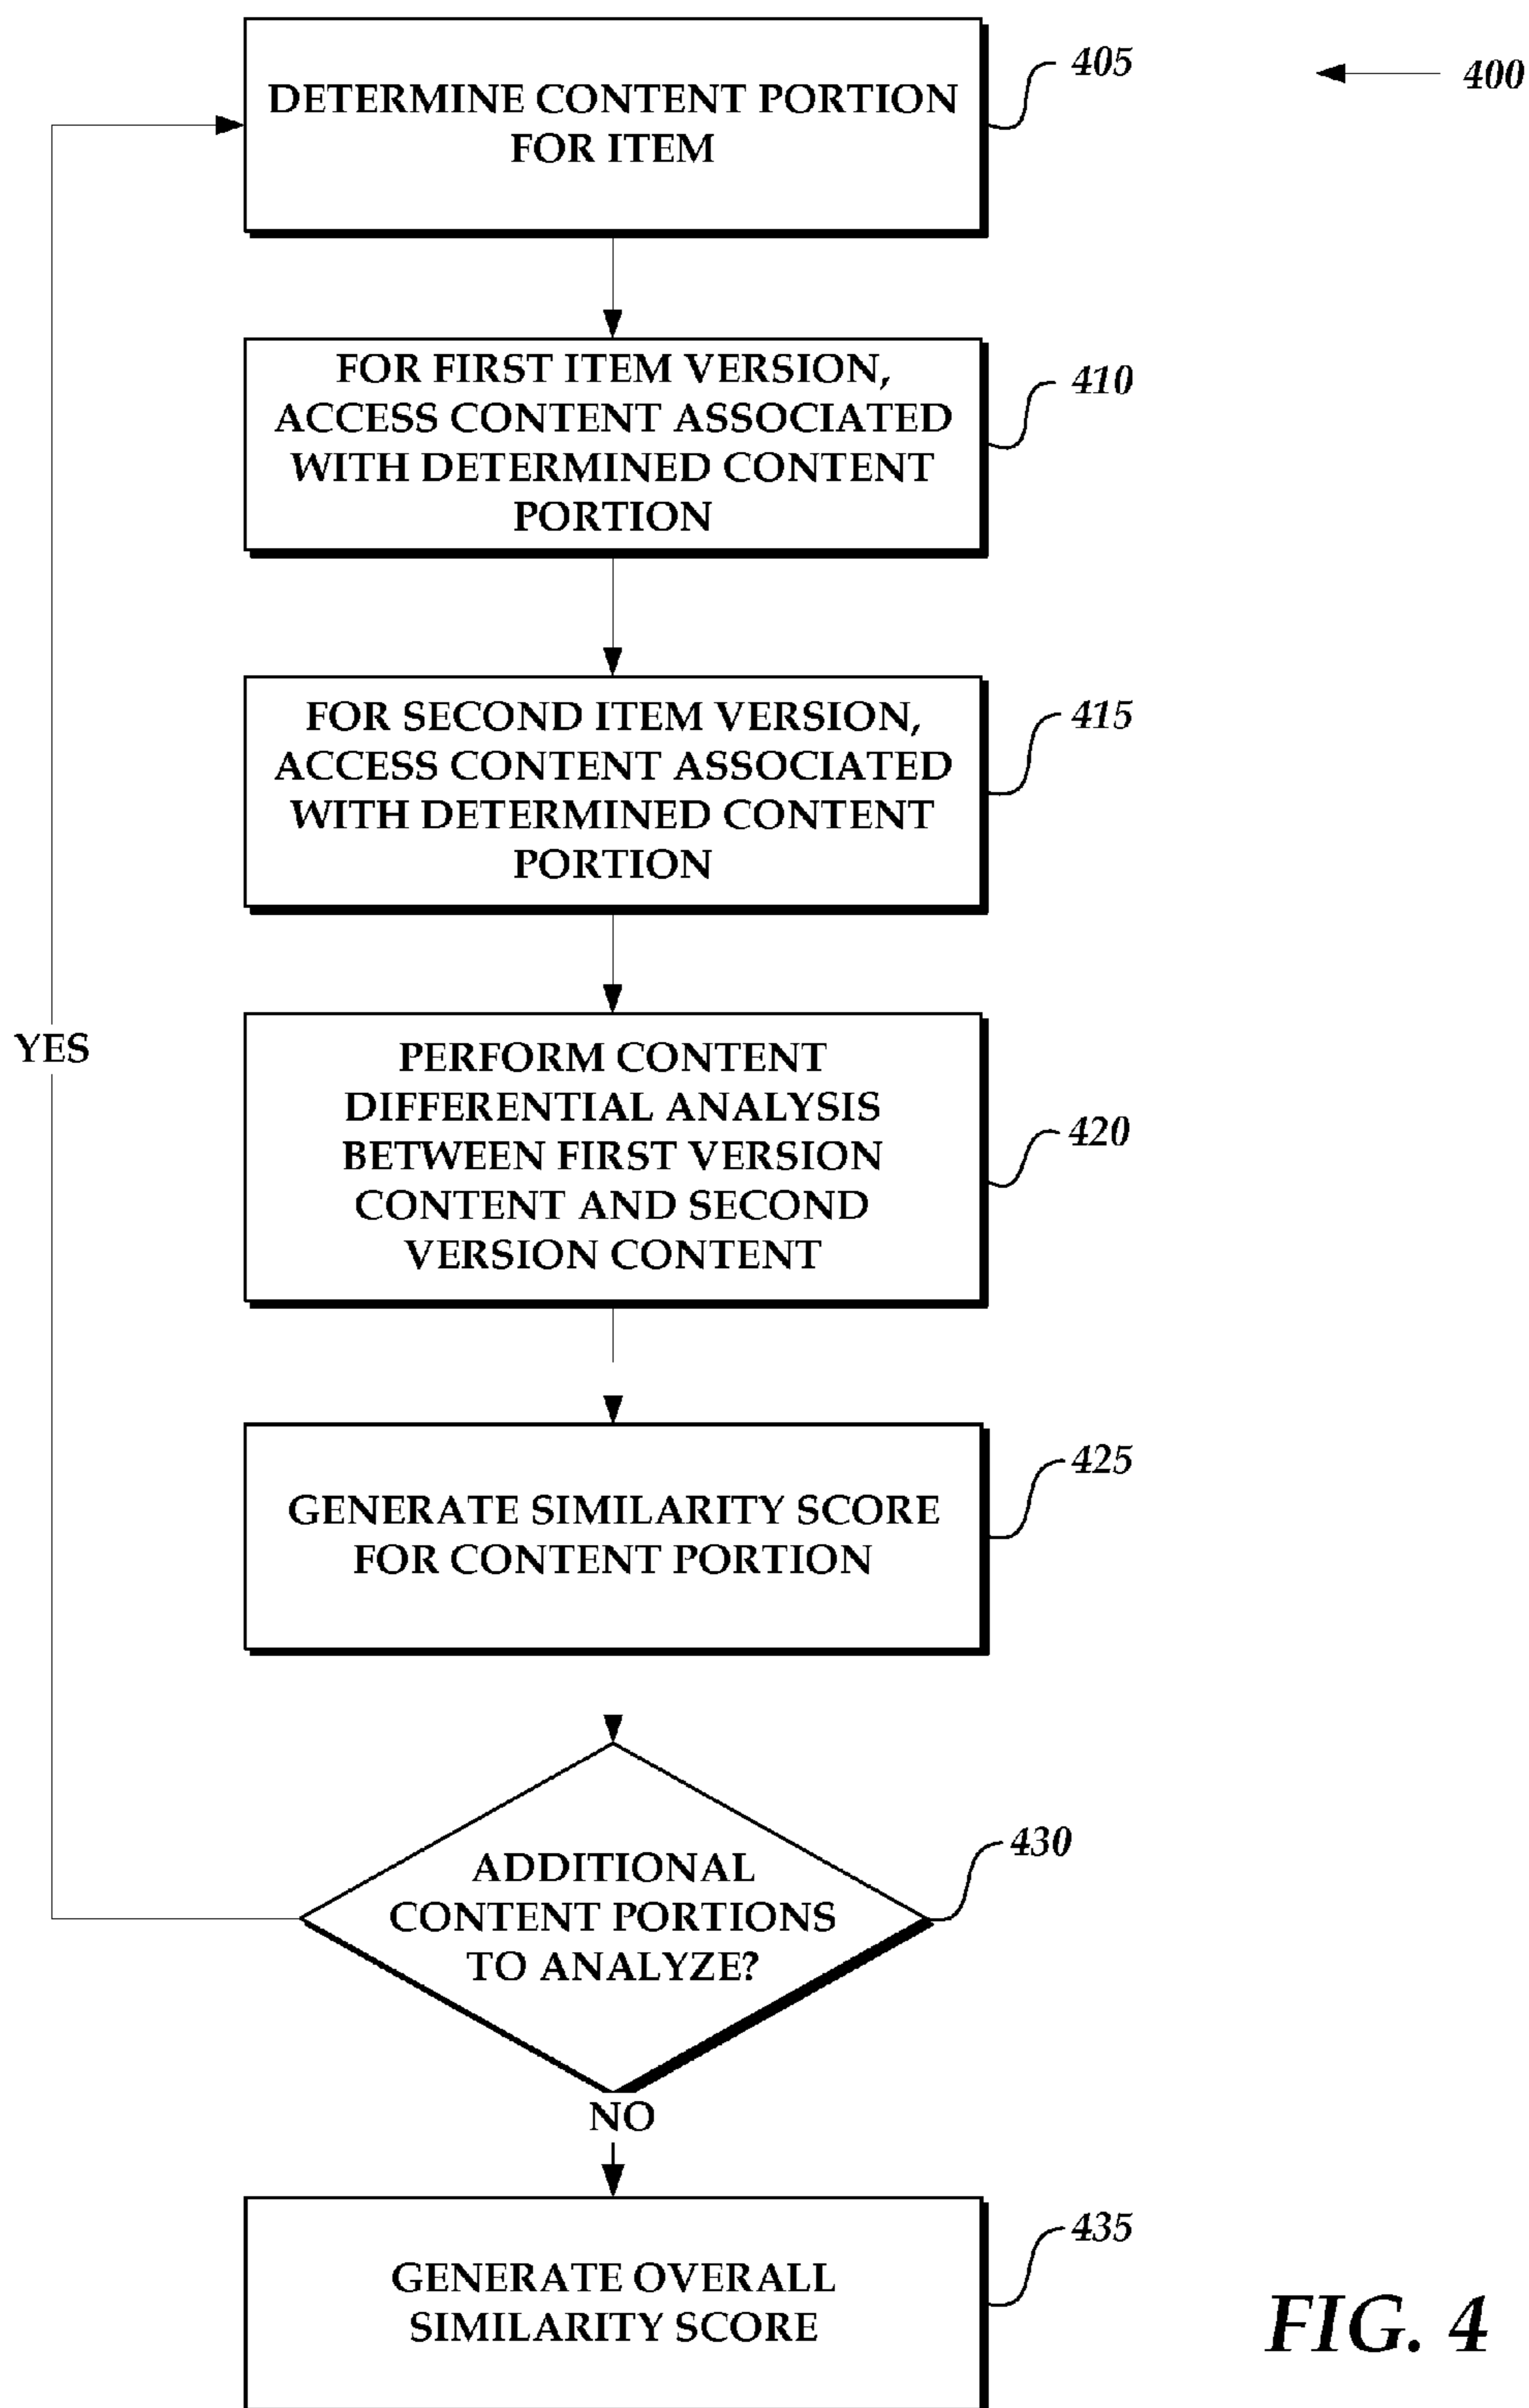 DETERMINE CONTENT PORTION
FOR ITEM
405
400
FOR FIRST ITEM VERSION,
ACCESS CONTENT ASSOCIATED
WITH DETERMINED CONTENT
PORTION
410
FOR SECOND ITEM VERSION,
ACCESS CONTENT ASSOCIATED
WITH DETERMINED CONTENT
PORTION
415
YES
PERFORM CONTENT
DIFFERENTIAL ANALYSIS
BETWEEN FIRST VERSION
CONTENT AND SECOND
VERSION CONTENT
420
GENERATE SIMILARITY SCORE
FOR CONTENT PORTION
425
ADDITIONAL
CONTENT PORTIONS
TO ANALYZE?
430
NO
GENERATE OVERALL
SIMILARITY SCORE
435
FIG. 4